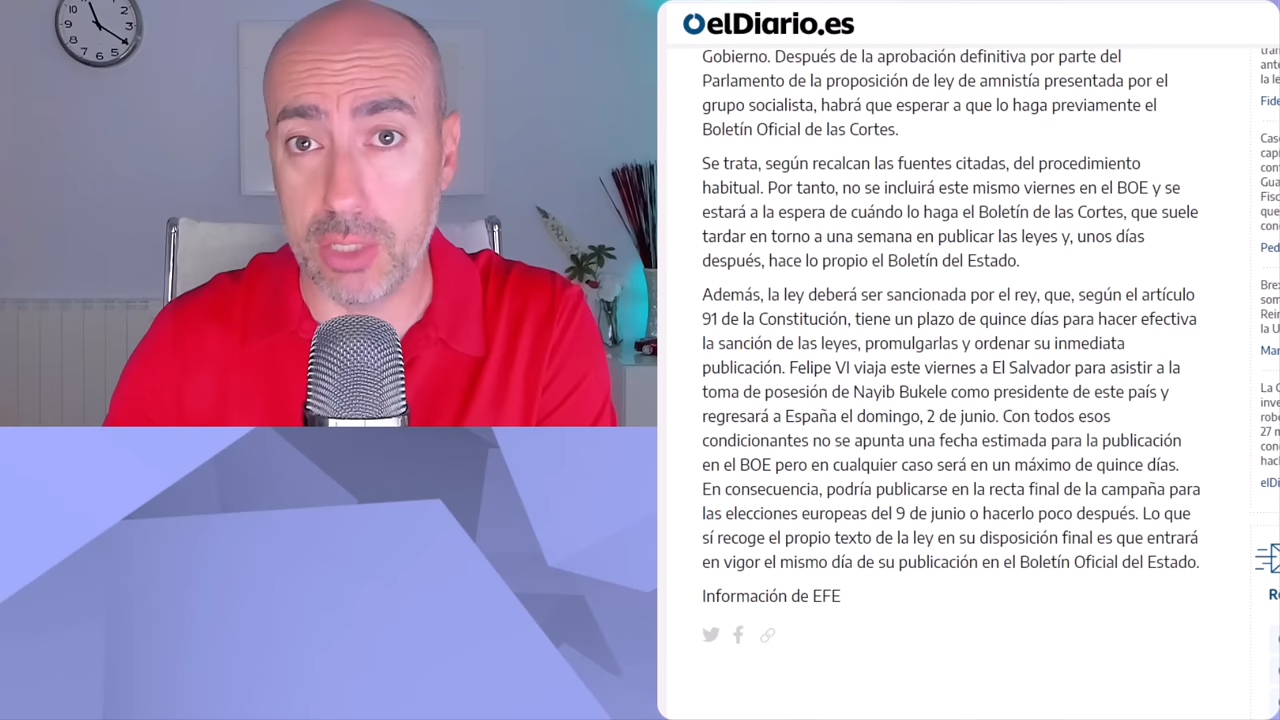 elDiario.es
Gobierno. Después de la aprobación definitiva por parte del
Parlamento de la proposición de ley de amnistía presentada por el
grupo socialista, habrá que esperar a que lo haga previamente el
Boletín Oficial de las Cortes.
Se trata, según recalcan las fuentes citadas, del procedimiento
habitual. Por tanto, no se incluirá este mismo viernes en el BOE y se
estará a la espera de cuándo lo haga el Boletín de las Cortes, que suele
tardar en torno a una semana en publicar las leyes y, unos días
después, hace lo propio el Boletín del Estado.
Además, la ley deberá ser sancionada por el rey, que, según el artículo
91 de la Constitución, tiene un plazo de quince días para hacer efectiva
la sanción de las leyes, promulgarlas y ordenar su inmediata
publicación. Felipe VI viaja este viernes a El Salvador para asistir a la
toma de posesión de Nayib Bukele como presidente de este país y
regresará a España el domingo, 2 de junio. Con todos esos
condicionantes no se apunta una fecha estimada para la publicación
en el BOE pero en cualquier caso será en un máximo de quince días.
En consecuencia, podría publicarse en la recta final de la campaña para
las elecciones europeas del 9 de junio o hacerlo poco después. Lo que
sí recoge el propio texto de la ley en su disposición final es que entrará
en vigor el mismo día de su publicación en el Boletín Oficial del Estado.
Información de EFE